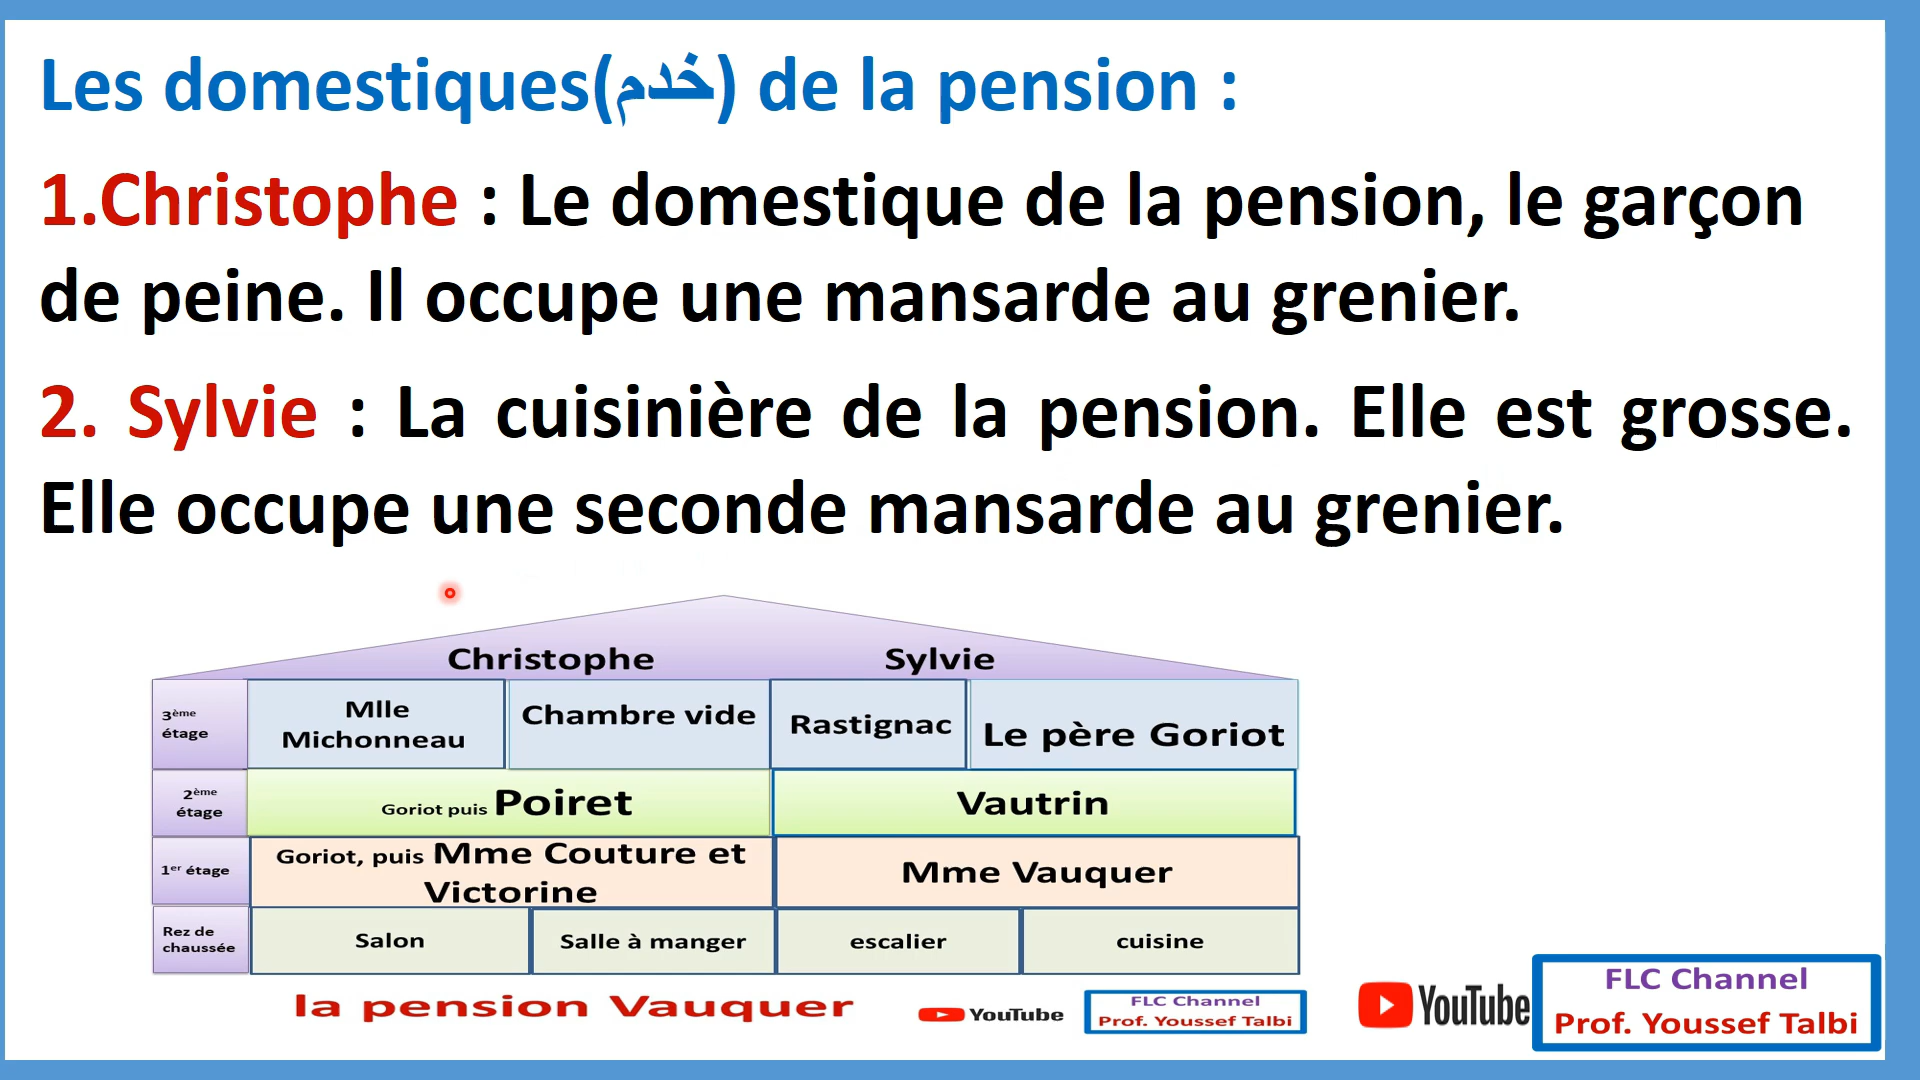 Les domestiques(خدم) de la pension :
1.Christophe : Le domestique de la pension, le garçon
de peine. Il occupe une mansarde au grenier.
2. Sylvie : La cuisinière de la pension. Elle est grosse.
Elle occupe une seconde mansarde au grenier.
Christophe Sylvie
3ème étage
Mlle Michonneau
Chambre vide
Rastignac
Le père Goriot
2ème étage
Goriot puis Poiret
Vautrin
1er étage
Goriot, puis Mme Couture et
Victorine
Mme Vauquer
Rez de chaussée
Salon
Salle à manger
escalier
cuisine
la pension Vauquer
YouTube
FLC Channel
Prof. Youssef Talbi
YouTube
FLC Channel
Prof. Youssef Talbi